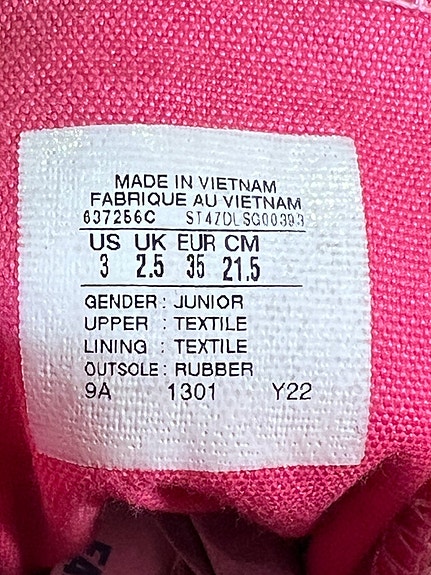 MADE IN VIETNAM
FABRIQUE AU VIETNAM
637256C ST47DLSG00393
US UK EUR CM
3 2.5 35 21.5
GENDER : JUNIOR
UPPER : TEXTILE
LINING : TEXTILE
OUTSOLE : RUBBER
9A 1301 Y22